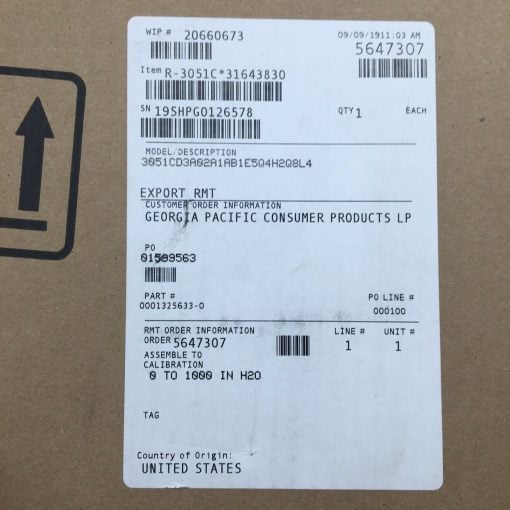 WIP # 20660673
09/09/19 11:03 AM
5647307
Item R-3051C*31643830
SN 19SHPG0126578
QTY 1 EACH
MODEL/DESCRIPTION
3051CD3A02A1AB1E5Q4H2Q8L4
EXPORT RMT
CUSTOMER ORDER INFORMATION
GEORGIA PACIFIC CONSUMER PRODUCTS LP
PO
01509563
PART #
0001325633-0
PO LINE #
000100
RMT ORDER INFORMATION
ORDER 5647307
LINE # UNIT #
1 1
ASSEMBLE TO
CALIBRATION
0 TO 1000 IN H2O
TAG
Country of Origin:
UNITED STATES